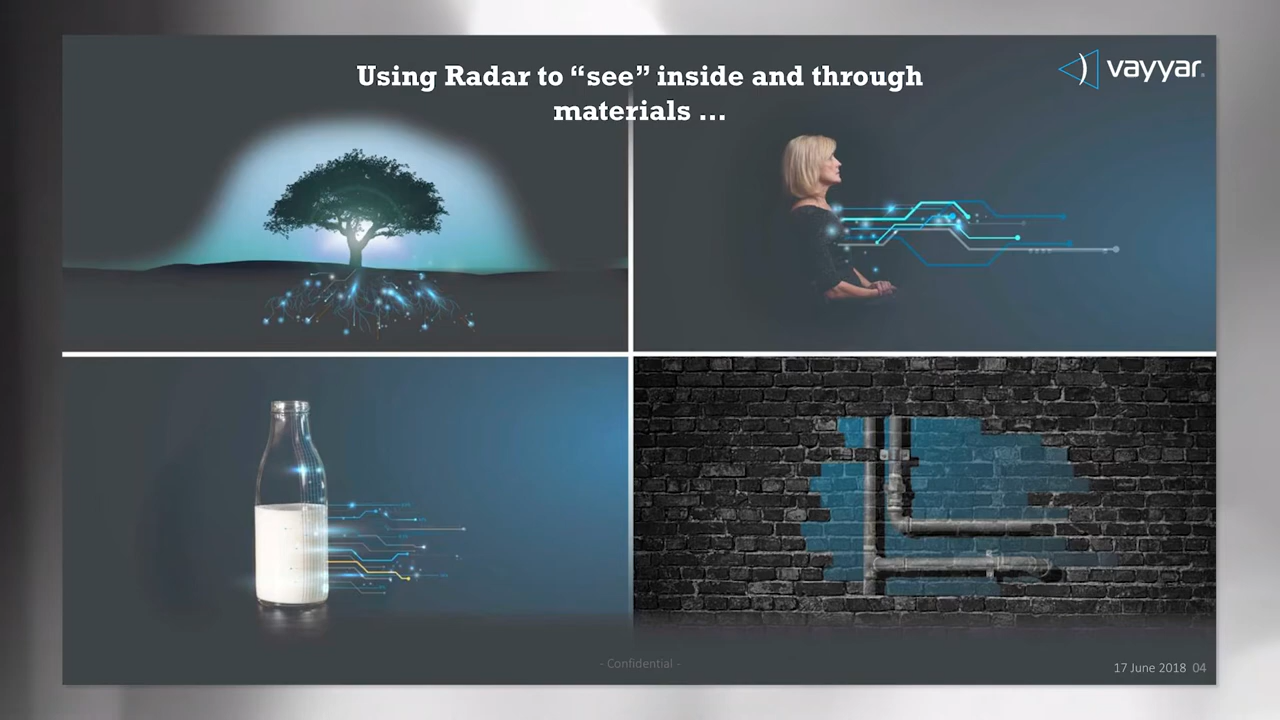 Using Radar to “see” inside and through
materials ...
vayyar
- Confidential -
17 June 2018 04